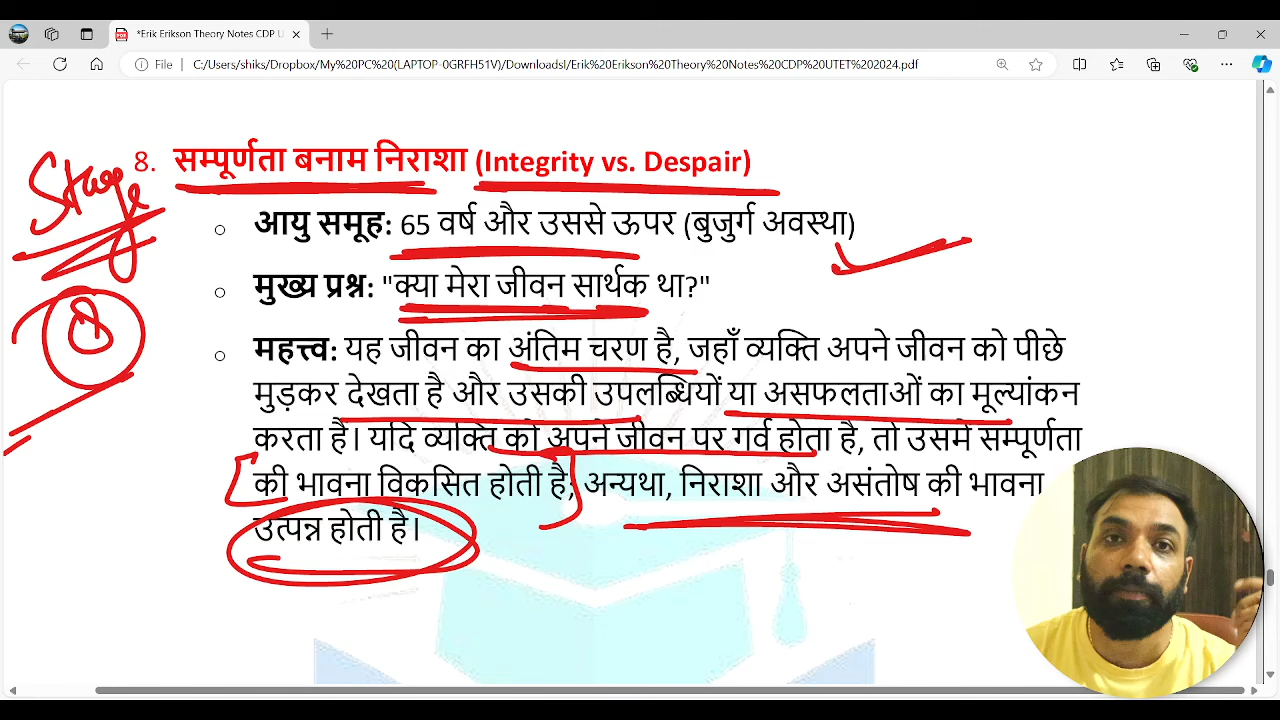 *Erik Erikson Theory Notes CDP U
File
C:/Users/shiks/Dropbox/My%20PC%20(LAPTOP-0GRFH51V)/Downloads/Erik%20Erikson%20Theory%20Notes%20CDP%20UTET%202024.pdf
Stage
8
8. सम्पूर्णता बनाम निराशा (Integrity vs. Despair)
आयु समूह: 65 वर्ष और उससे ऊपर (बुजुर्ग अवस्था)
मुख्य प्रश्न: "क्या मेरा जीवन सार्थक था?"
महत्त्व: यह जीवन का अंतिम चरण है, जहाँ व्यक्ति अपने जीवन को पीछे
मुड़कर देखता है और उसकी उपलब्धियों या असफलताओं का मूल्यांकन
करता है। यदि व्यक्ति को अपने जीवन पर गर्व होता है, तो उसमें सम्पूर्णता
की भावना विकसित होती है; अन्यथा, निराशा और असंतोष की भावना
उत्पन्न होती है।